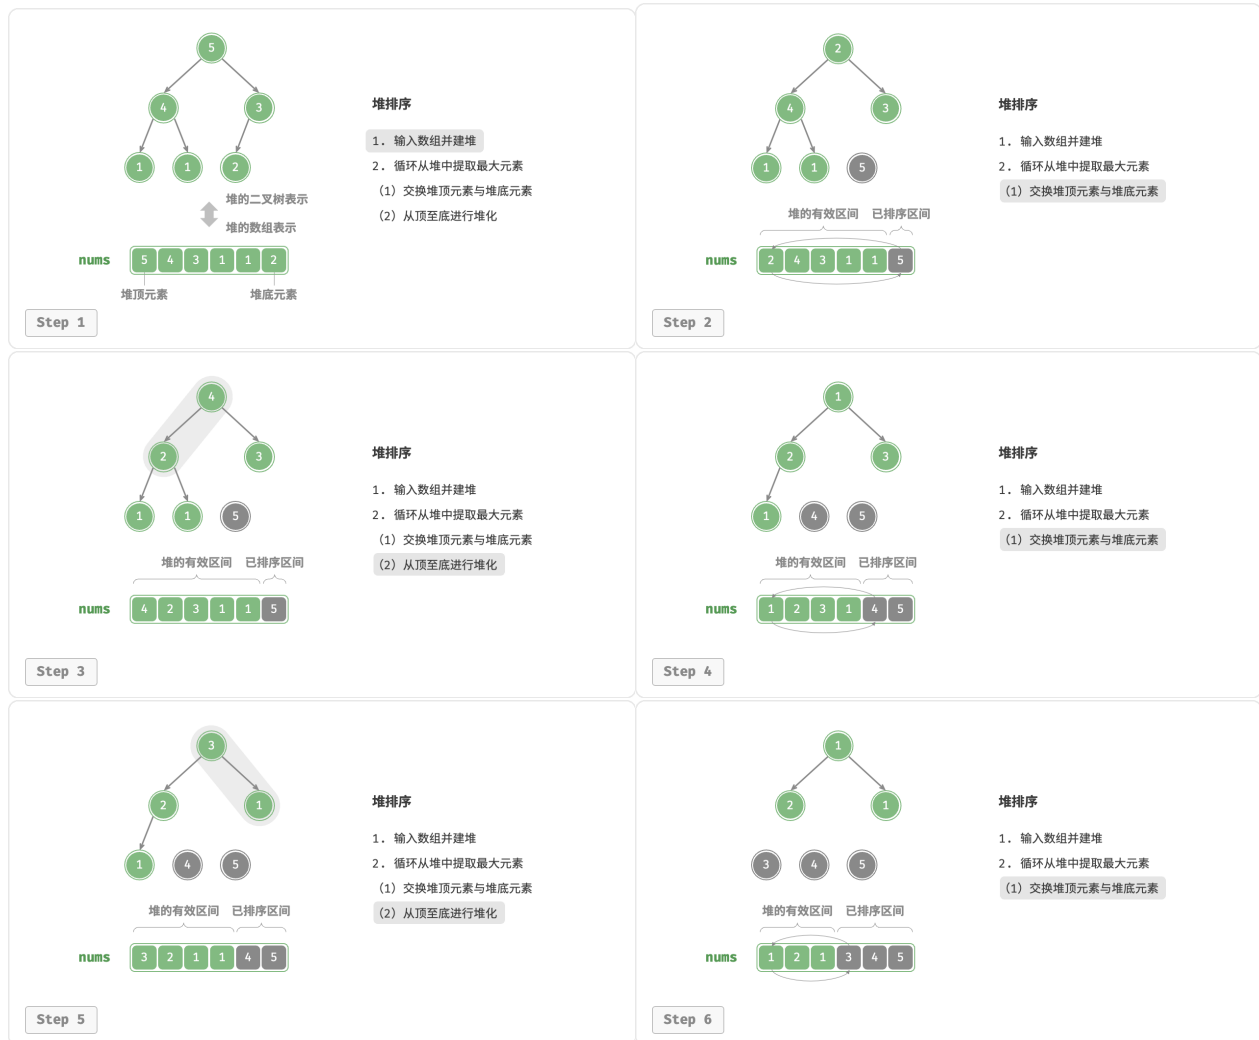 5
4 3
1 1 2
堆的二叉树表示
堆的数组表示
nums 5 4 3 1 1 2
堆顶元素 堆底元素
堆排序
1. 输入数组并建堆
2. 循环从堆中提取最大元素
（1）交换堆顶元素与堆底元素
（2）从顶至底进行堆化
Step 1
2
4 3
1 1 5
堆的有效区间 已排序区间
nums 2 4 3 1 1 5
堆排序
1. 输入数组并建堆
2. 循环从堆中提取最大元素
（1）交换堆顶元素与堆底元素
Step 2
4
2 3
1 1 5
堆的有效区间 已排序区间
nums 4 2 3 1 1 5
堆排序
1. 输入数组并建堆
2. 循环从堆中提取最大元素
（1）交换堆顶元素与堆底元素
（2）从顶至底进行堆化
Step 3
1
2 3
1 4 5
堆的有效区间 已排序区间
nums 1 2 3 1 4 5
堆排序
1. 输入数组并建堆
2. 循环从堆中提取最大元素
（1）交换堆顶元素与堆底元素
Step 4
3
2 1
1 4 5
堆的有效区间 已排序区间
nums 3 2 1 1 4 5
堆排序
1. 输入数组并建堆
2. 循环从堆中提取最大元素
（1）交换堆顶元素与堆底元素
（2）从顶至底进行堆化
Step 5
1
2 1
3 4 5
堆的有效区间 已排序区间
nums 1 2 1 3 4 5
堆排序
1. 输入数组并建堆
2. 循环从堆中提取最大元素
（1）交换堆顶元素与堆底元素
Step 6